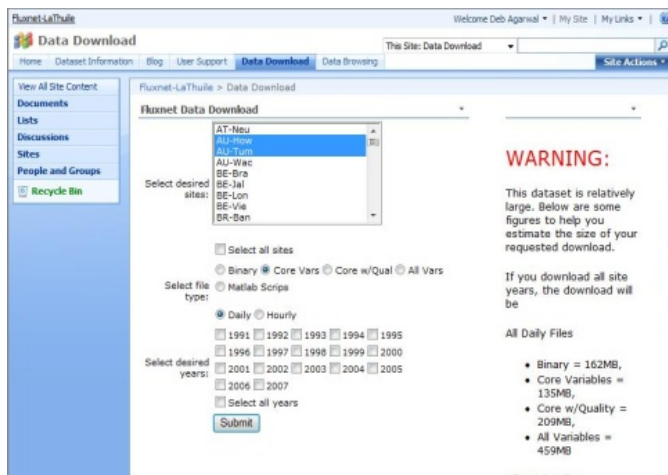 Fluxnet-LaThuile
Welcome Deb Agarwal | My Site | My Links |
Data Download
This Site: Data Download
Home Dataset Information Blog User Support Data Download Data Browsing
Site Actions
View All Site Content
Documents
Lists
Discussions
Sites
People and Groups
Recycle Bin
Fluxnet-LaThuile > Data Download
Fluxnet Data Download
Select desired sites:
AT-Neu
AU-How
AU-Tum
AU-Wac
BE-Bra
BE-Jal
BE-Lon
BE-Vie
BR-Ban
Select all sites
Select file type:
Binary Core Vars Core w/Qual All Vars
Matlab Scrips
Daily Hourly
Select desired years:
1991 1992 1993 1994 1995
1996 1997 1998 1999 2000
2001 2002 2003 2004 2005
2006 2007
Select all years
Submit
WARNING:
This dataset is relatively
large. Below are some
figures to help you
estimate the size of your
requested download.
If you download all site
years, the download will
be
All Daily Files
• Binary = 162MB,
• Core Variables =
135MB,
• Core w/Quality =
209MB,
• All Variables =
459MB